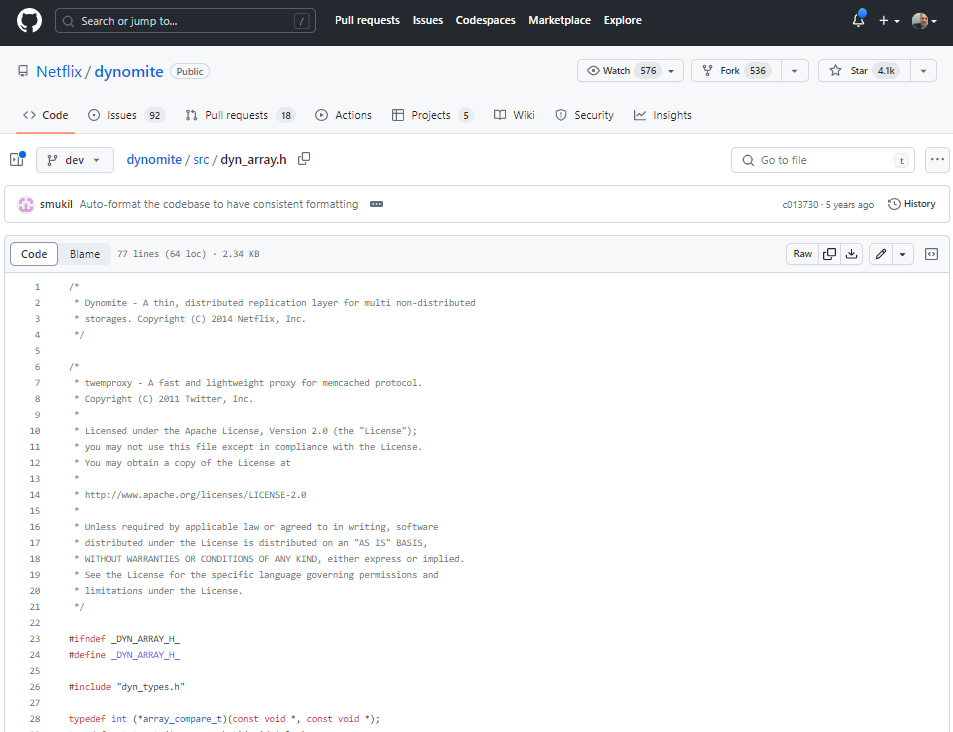 Search or jump to... /
Pull requests Issues Codespaces Marketplace Explore
Netflix / dynomite Public
Watch 576 Fork 536 Star 4.1k
Code Issues 92 Pull requests 18 Actions Projects 5 Wiki Security Insights
dev dynomite / src / dyn_array.h
Go to file t
smukil Auto-format the codebase to have consistent formatting
c013730 · 5 years ago History
Code Blame 77 lines (64 loc) · 2.34 KB
Raw
1 /*
2 * Dynomite - A thin, distributed replication layer for multi non-distributed
3 * storages. Copyright (C) 2014 Netflix, Inc.
4 */
5
6 /*
7 * twemproxy - A fast and lightweight proxy for memcached protocol.
8 * Copyright (C) 2011 Twitter, Inc.
9 *
10 * Licensed under the Apache License, Version 2.0 (the "License");
11 * you may not use this file except in compliance with the License.
12 * You may obtain a copy of the License at
13 *
14 * http://www.apache.org/licenses/LICENSE-2.0
15 *
16 * Unless required by applicable law or agreed to in writing, software
17 * distributed under the License is distributed on an "AS IS" BASIS,
18 * WITHOUT WARRANTIES OR CONDITIONS OF ANY KIND, either express or implied.
19 * See the License for the specific language governing permissions and
20 * limitations under the License.
21 */
22
23 #ifndef _DYN_ARRAY_H_
24 #define _DYN_ARRAY_H_
25
26 #include "dyn_types.h"
27
28 typedef int (*array_compare_t)(const void *, const void *);